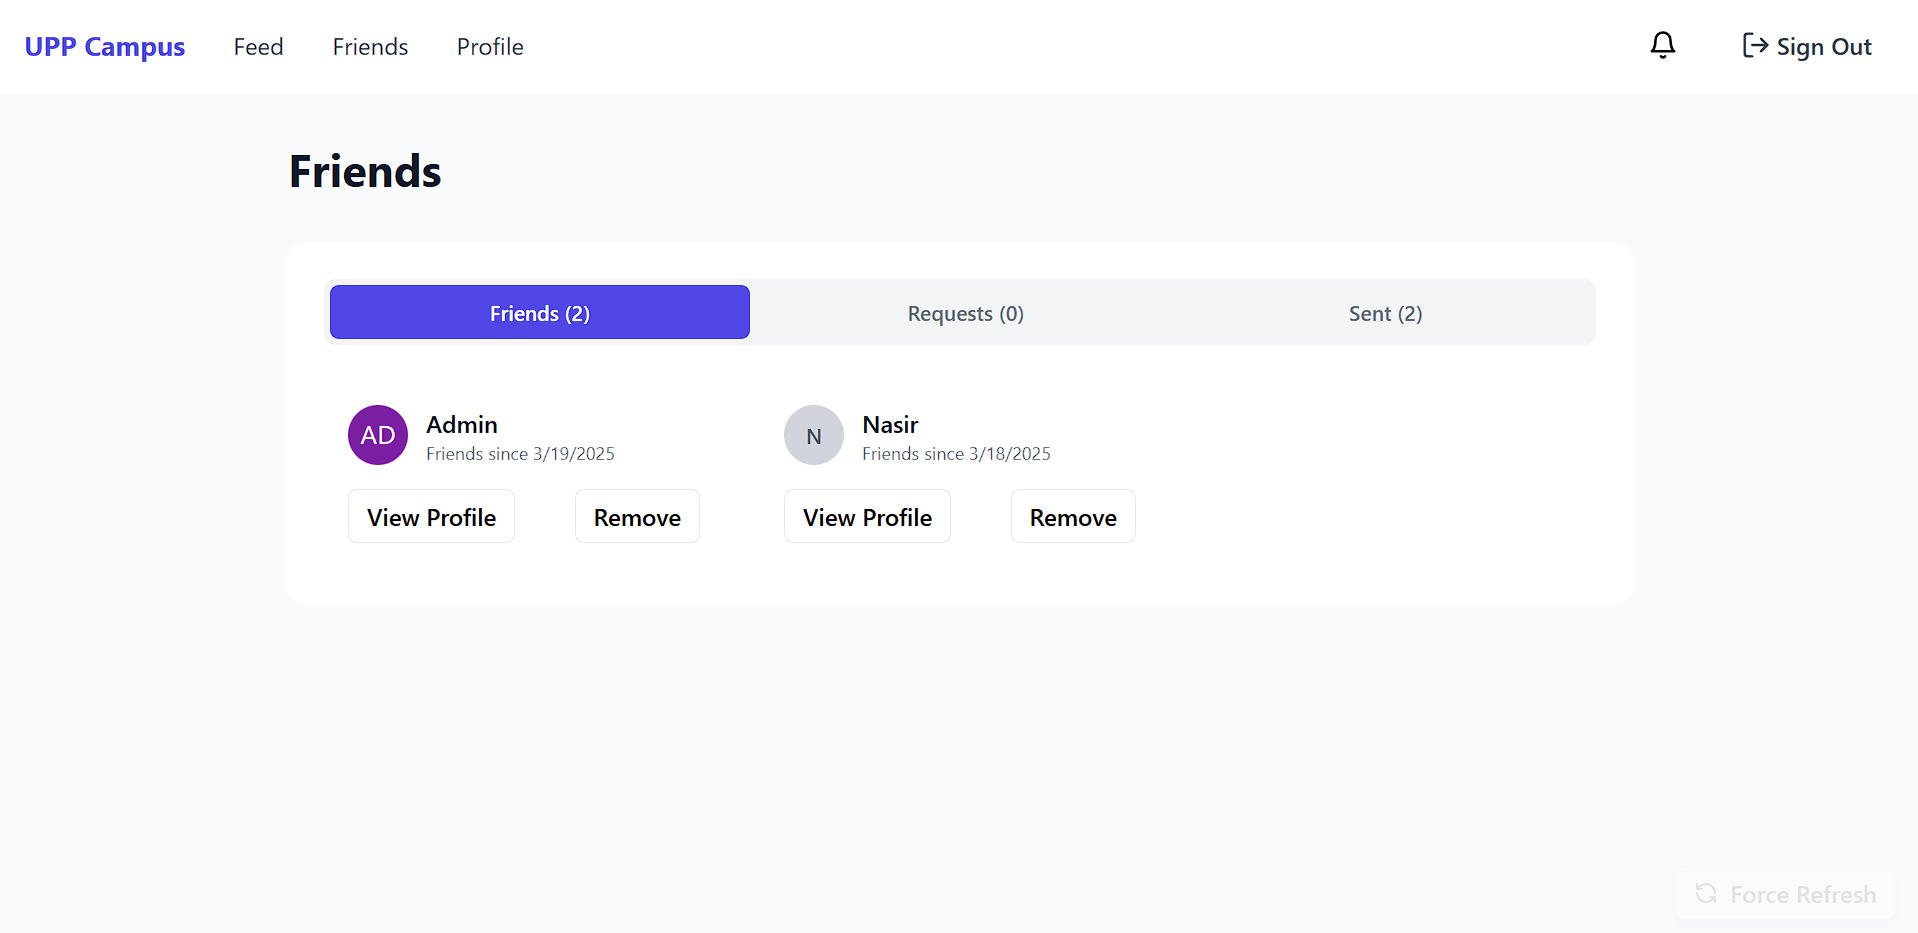 UPP Campus Feed Friends Profile Sign Out
Friends
Friends (2) Requests (0) Sent (2)
AD Admin
Friends since 3/19/2025
View Profile Remove
N Nasir
Friends since 3/18/2025
View Profile Remove
Force Refresh